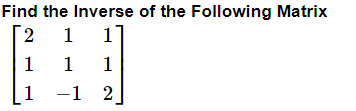 Find the Inverse of the Following Matrix
2 1 1
1 1 1
1 -1 2